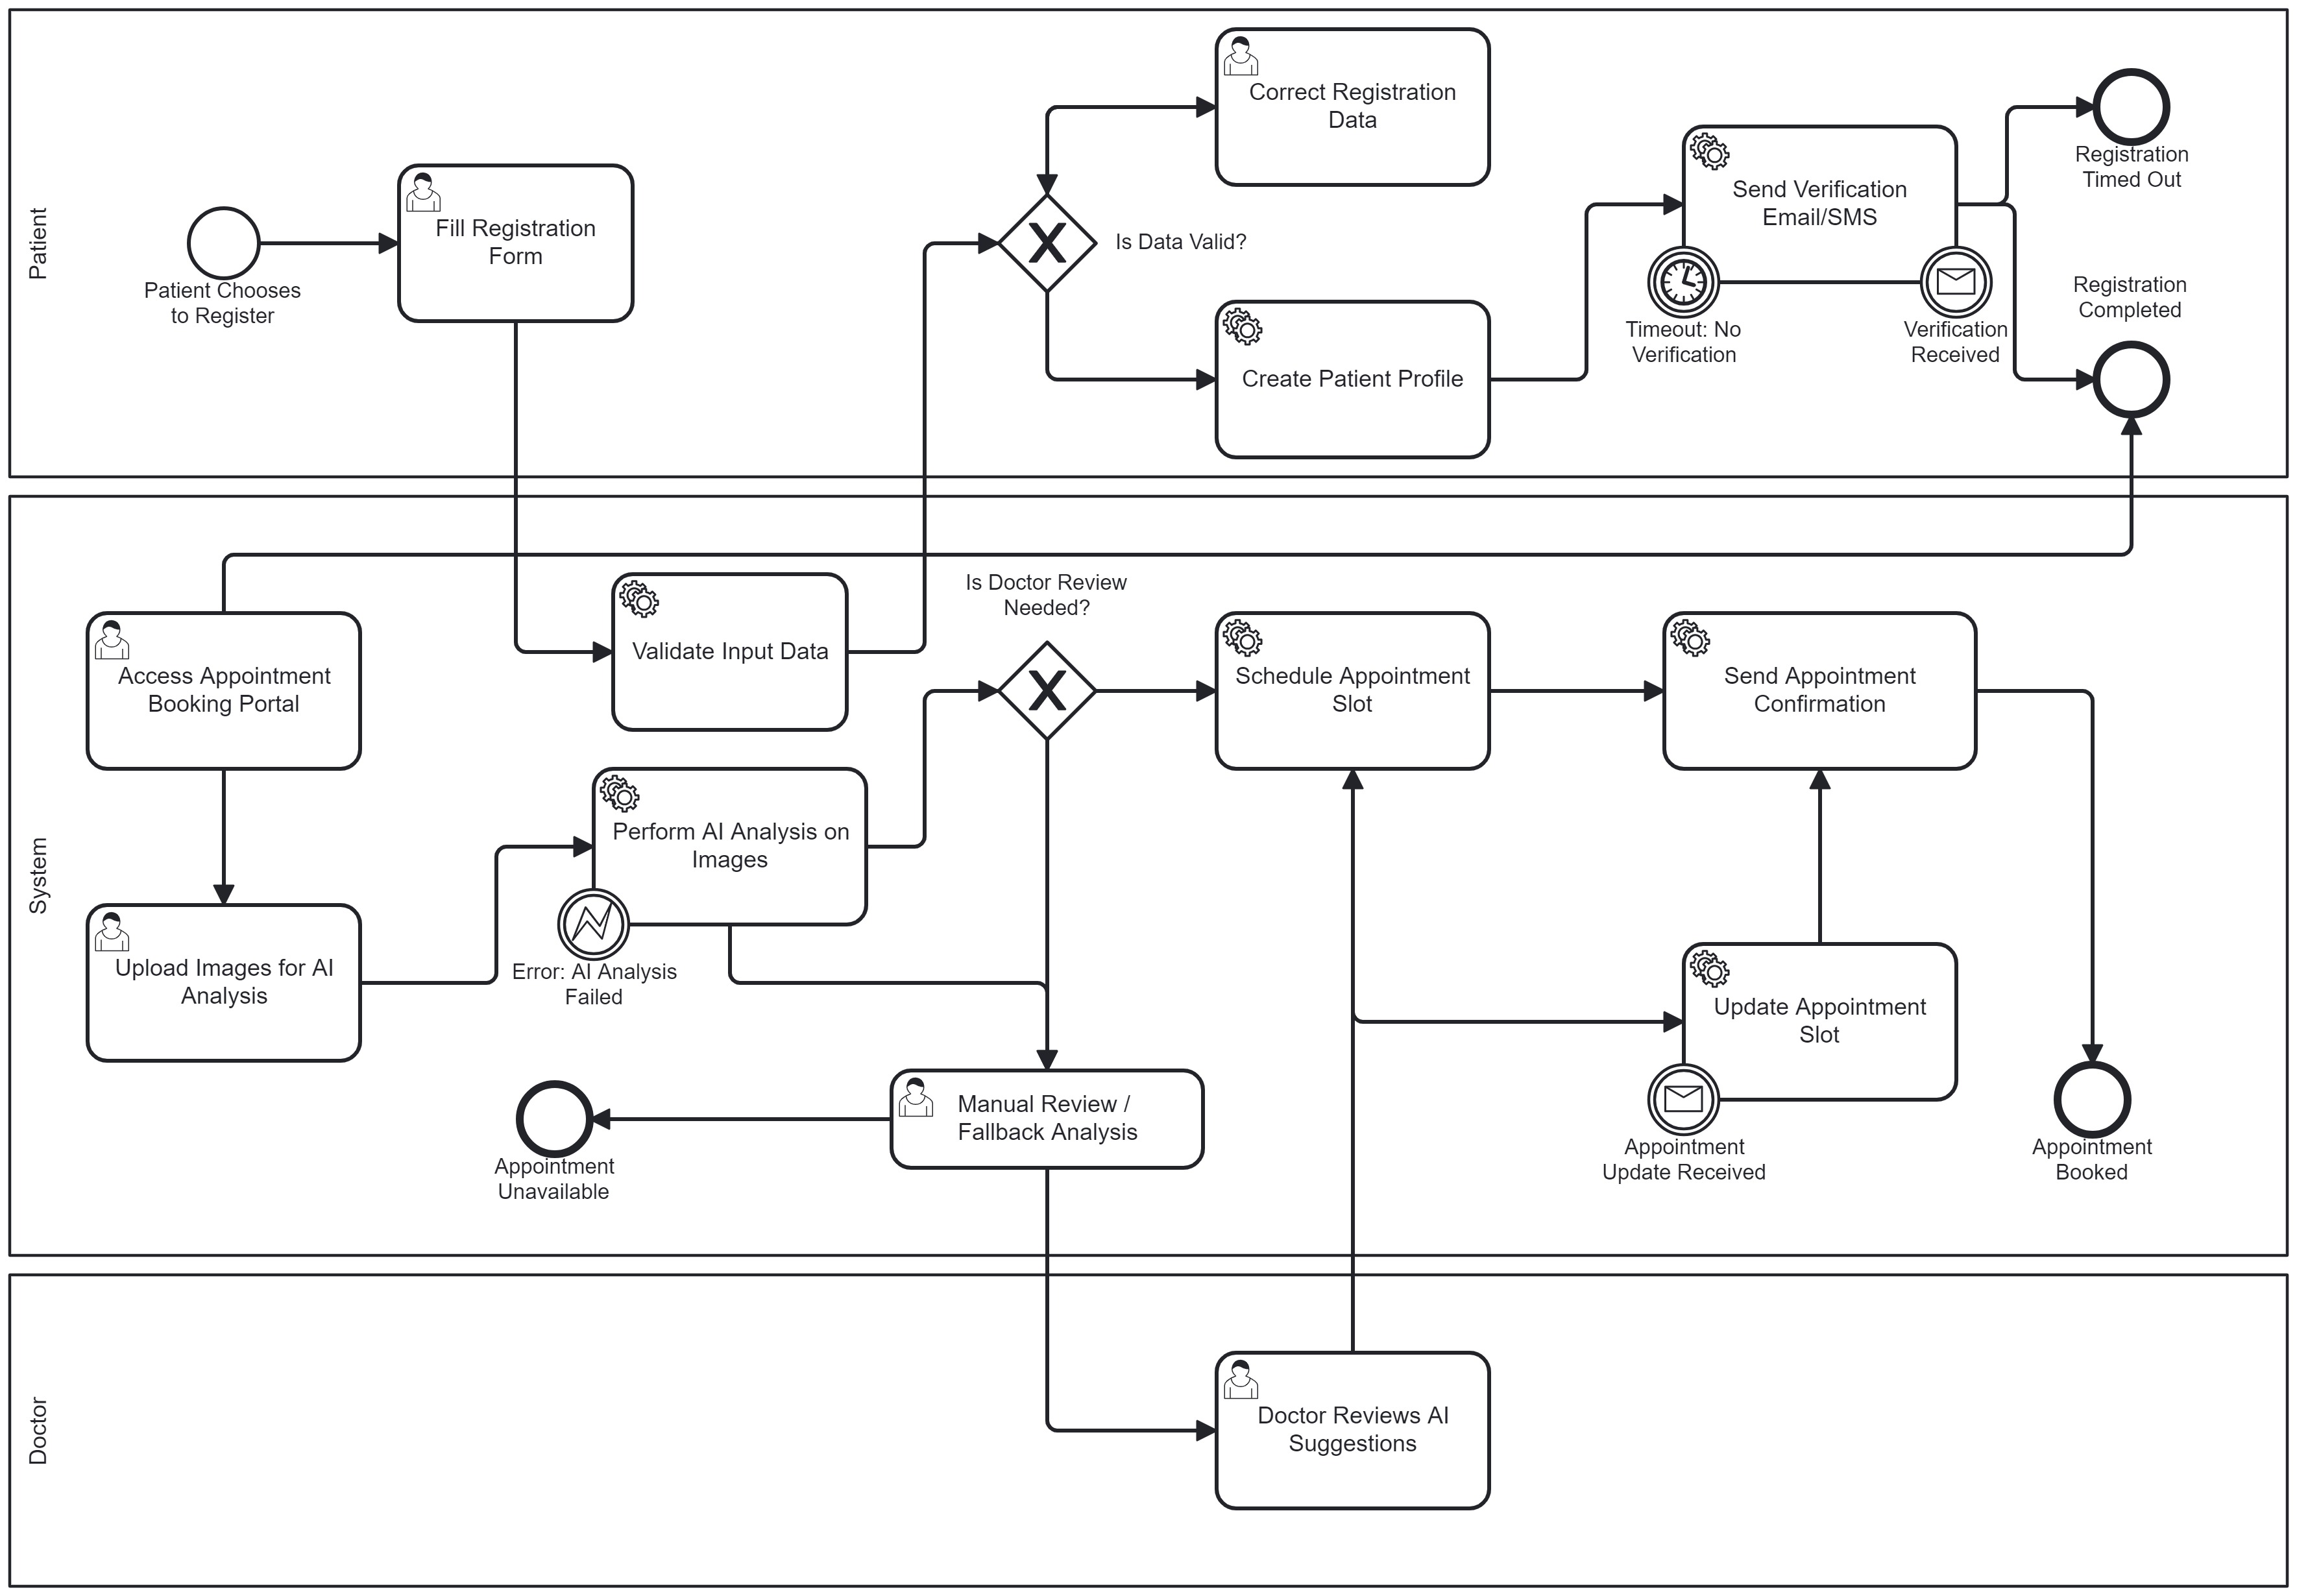 Patient
Patient Chooses
to Register
Fill Registration
Form
Correct Registration
Data
Is Data Valid?
Create Patient Profile
Send Verification
Email/SMS
Timeout: No
Verification
Verification
Received
Registration
Timed Out
Registration
Completed
System
Access Appointment
Booking Portal
Validate Input Data
Is Doctor Review
Needed?
Schedule Appointment
Slot
Send Appointment
Confirmation
Perform AI Analysis on
Images
Error: AI Analysis
Failed
Upload Images for AI
Analysis
Update Appointment
Slot
Appointment
Update Received
Appointment
Booked
Manual Review /
Fallback Analysis
Appointment
Unavailable
Doctor
Doctor Reviews AI
Suggestions